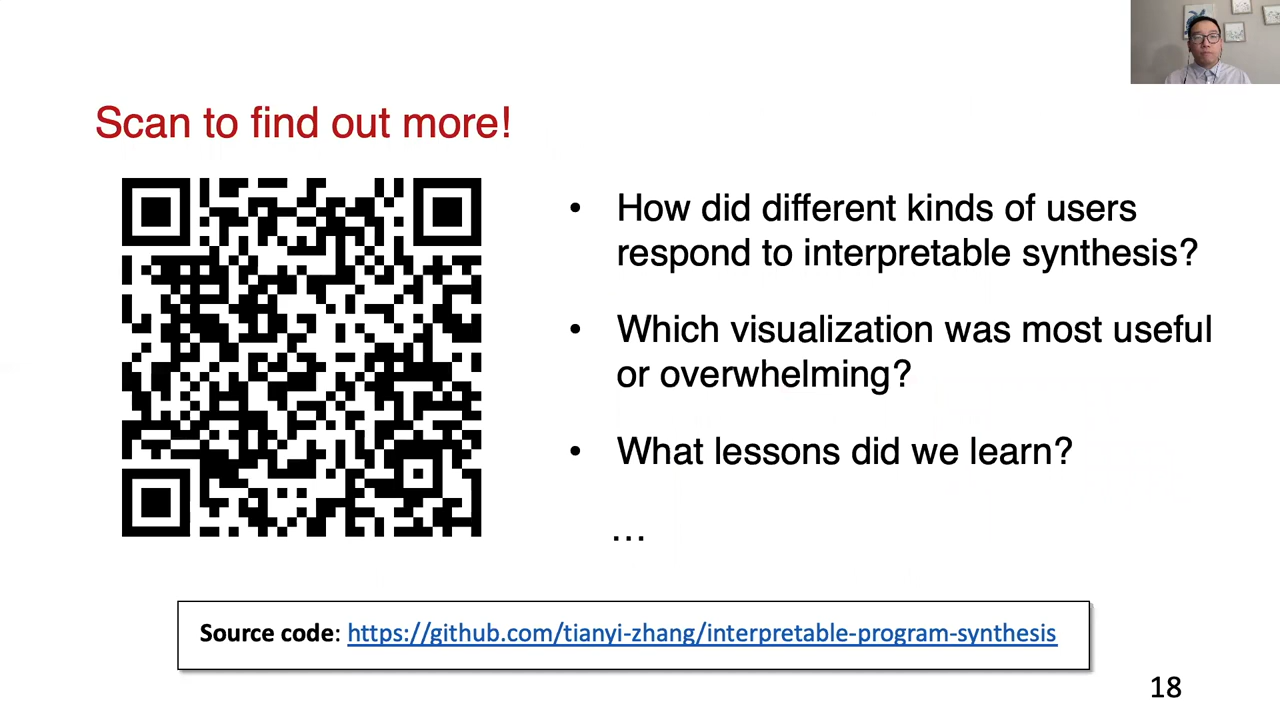 Scan to find out more!
• How did different kinds of users
respond to interpretable synthesis?
• Which visualization was most useful
or overwhelming?
• What lessons did we learn?
...
Source code: https://github.com/tianyi-zhang/interpretable-program-synthesis
18